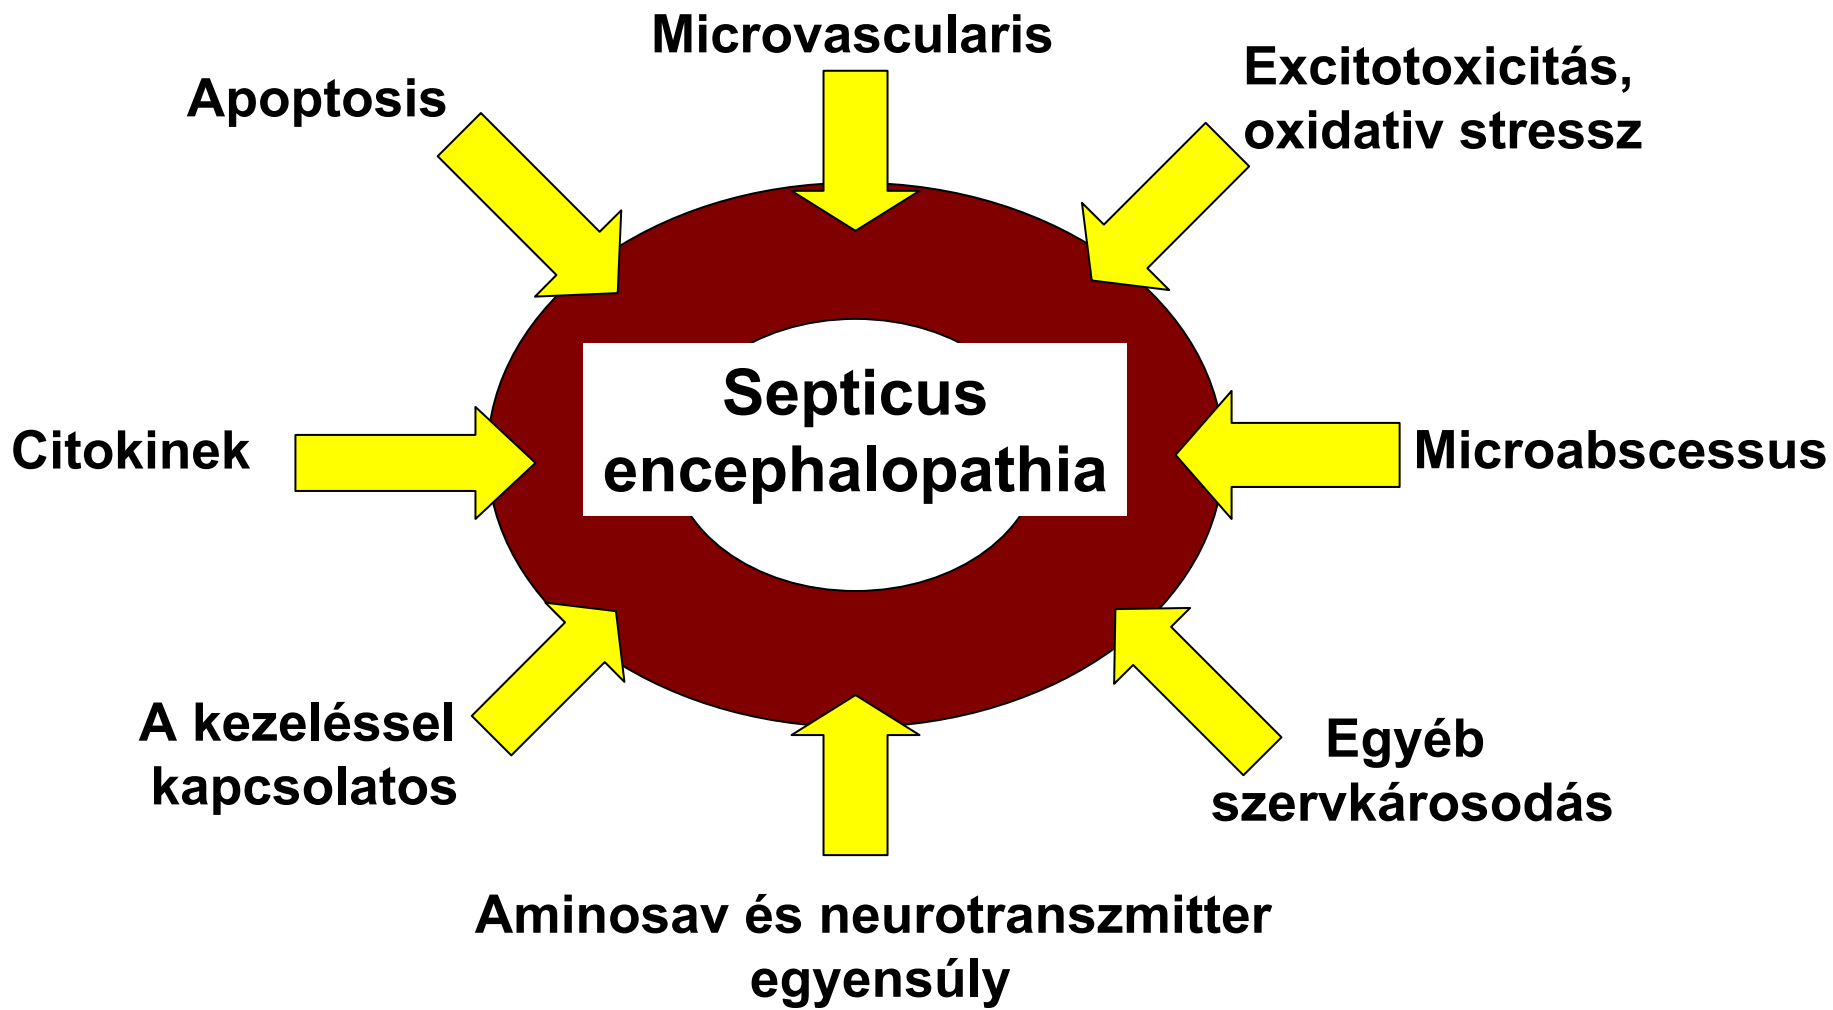 Microvascularis
Apoptosis
Excitotoxicitás,
oxidativ stressz
Septicus
encephalopathia
Citokinek
Microabscessus
A kezeléssel
kapcsolatos
Egyéb
szervkárosodás
Aminosav és neurotranszmitter
egyensúly